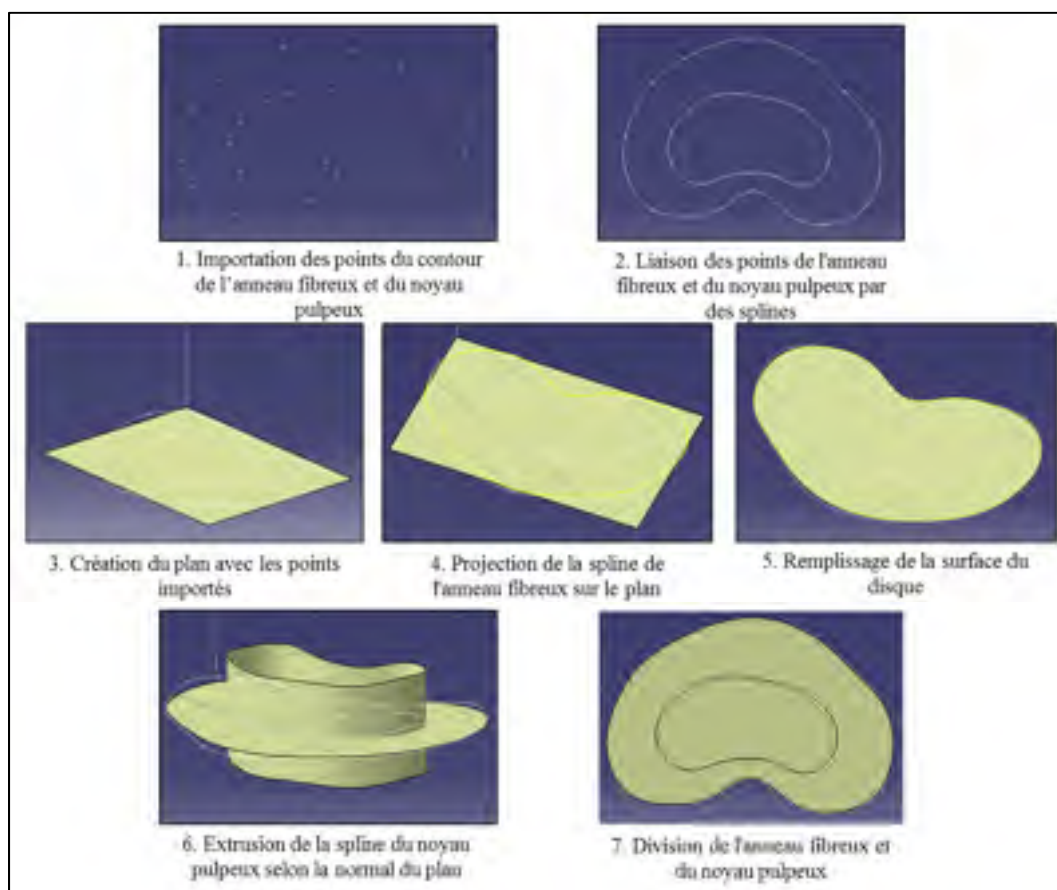 1. Importation des points du contour
de l'anneau fibreux et du noyau
pulpeux
2. Liaison des points de l'anneau
fibreux et du noyau pulpeux par
des splines
3. Création du plan avec les points
importés
4. Projection de la spline de
l'anneau fibreux sur le plan
5. Remplissage de la surface du
disque
6. Extrusion de la spline du noyau
pulpeux selon la normal du plan
7. Division de l'anneau fibreux et
du noyau pulpeux